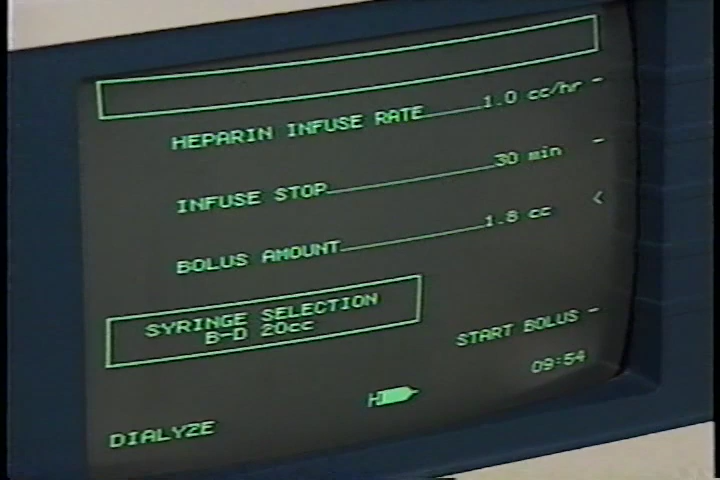 HEPARIN INFUSE RATE 1.0 cc/hr
INFUSE STOP 30 min
BOLUS AMOUNT 1.8 cc
SYRINGE SELECTION
B-D 20cc
START BOLUS
09:54
DIALYZE